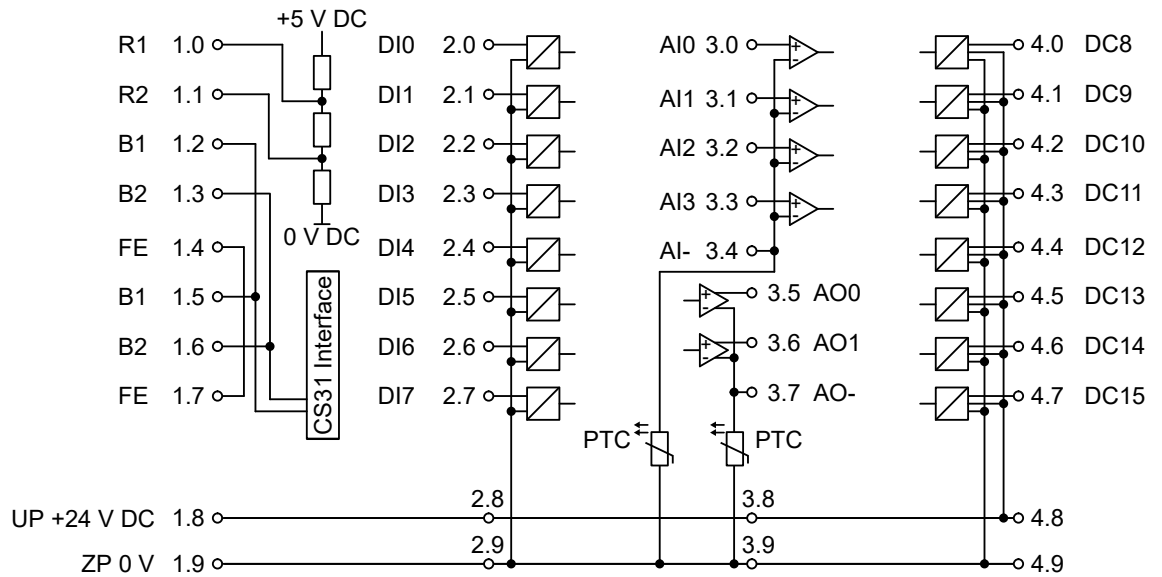 +5 V DC
R1 1.0 DI0 2.0 AI0 3.0 4.0 DC8
R2 1.1 DI1 2.1 AI1 3.1 4.1 DC9
B1 1.2 DI2 2.2 AI2 3.2 4.2 DC10
B2 1.3 DI3 2.3 AI3 3.3 4.3 DC11
0 V DC
FE 1.4 DI4 2.4 AI- 3.4 4.4 DC12
B1 1.5 DI5 2.5 3.5 AO0 4.5 DC13
B2 1.6 DI6 2.6 3.6 AO1 4.6 DC14
FE 1.7 DI7 2.7 3.7 AO- 4.7 DC15
CS31 Interface
PTC PTC
UP +24 V DC 1.8 2.8 3.8 4.8
ZP 0 V 1.9 2.9 3.9 4.9